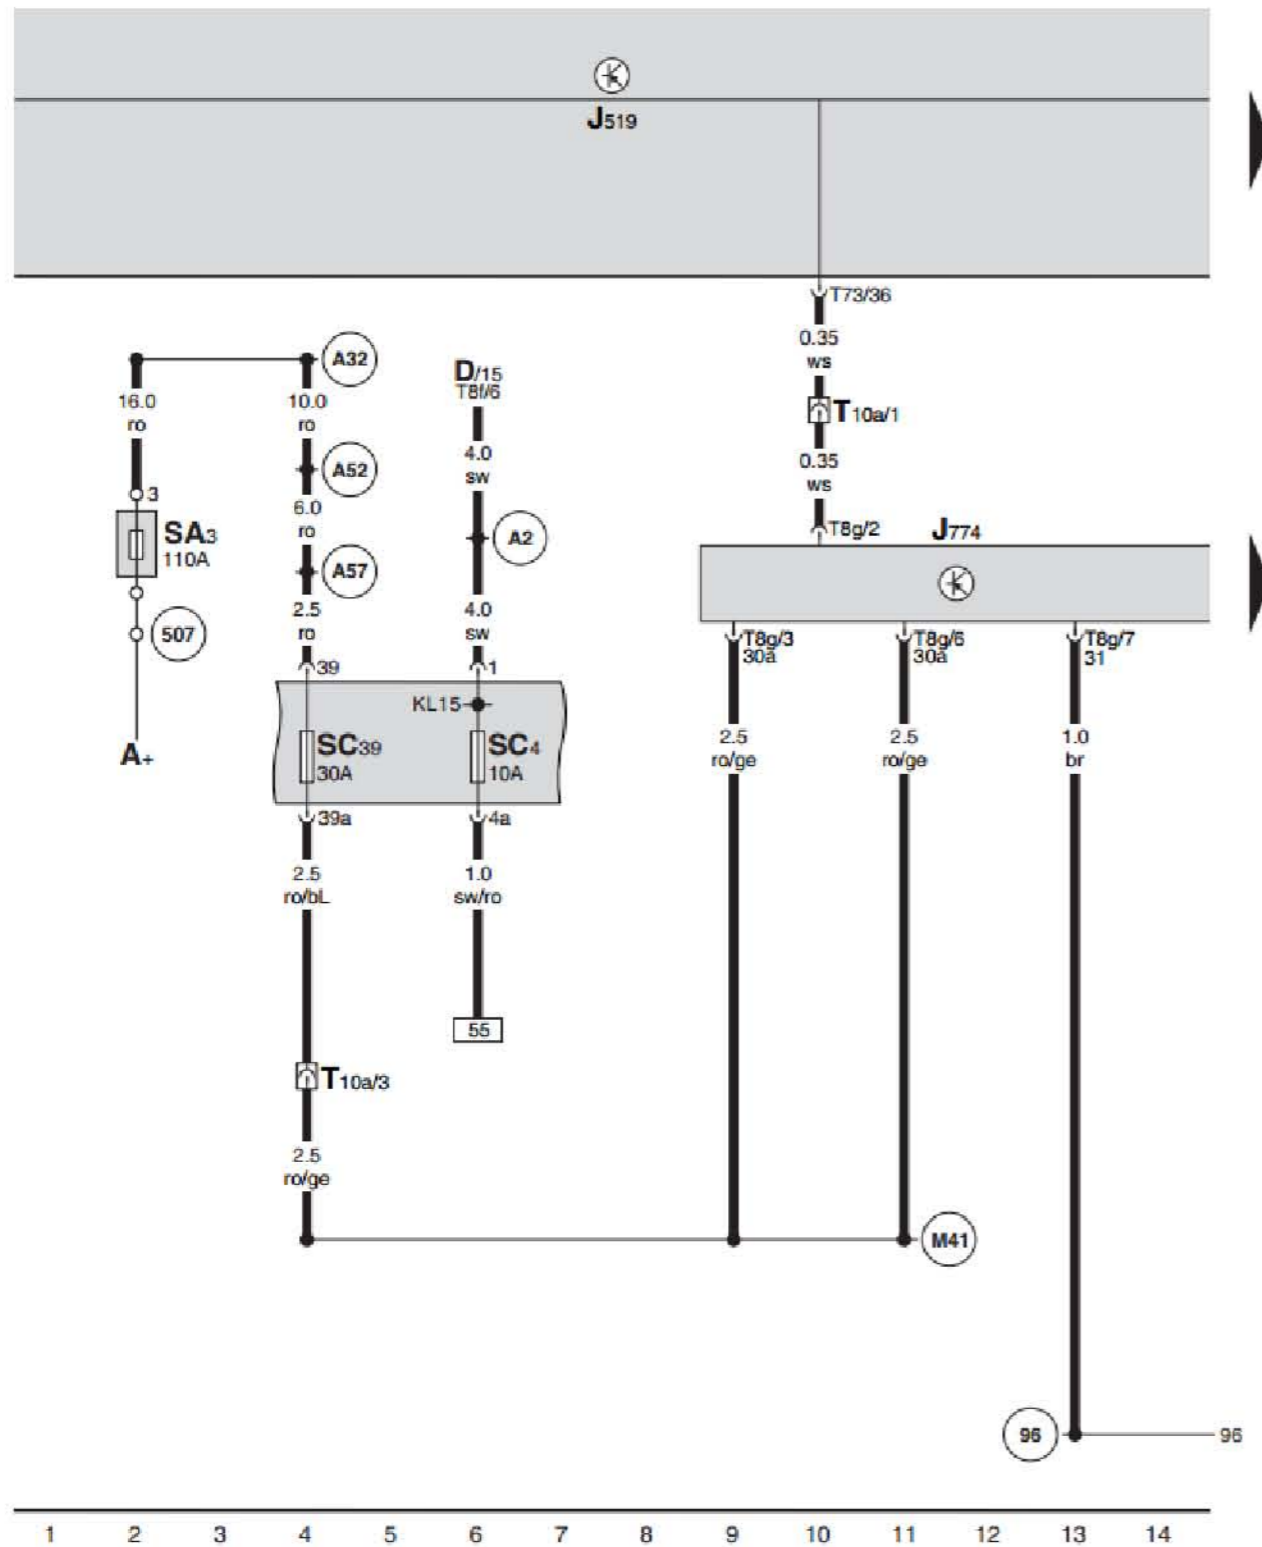 J519
T73/36
0.35
ws
T10a/1
0.35
ws
T8g/2
J774
A32
D/15
T8f/6
16.0
ro
10.0
ro
4.0
sw
A52
3
6.0
ro
SA3
110A
A2
A57
2.5
ro
4.0
sw
507
39
1
KL15
A+
SC39
30A
SC4
10A
39a
4a
2.5
ro/bL
1.0
sw/ro
55
T10a/3
2.5
ro/ge
T8g/3
30a
T8g/6
30a
T8g/7
31
2.5
ro/ge
2.5
ro/ge
1.0
br
M41
96
96
1 2 3 4 5 6 7 8 9 10 11 12 13 14